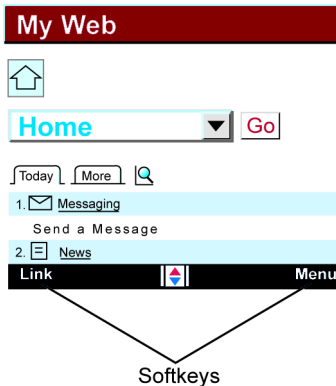 My Web
Home Go
Today More
1. Messaging
Send a Message
2. News
Link Menu
Softkeys